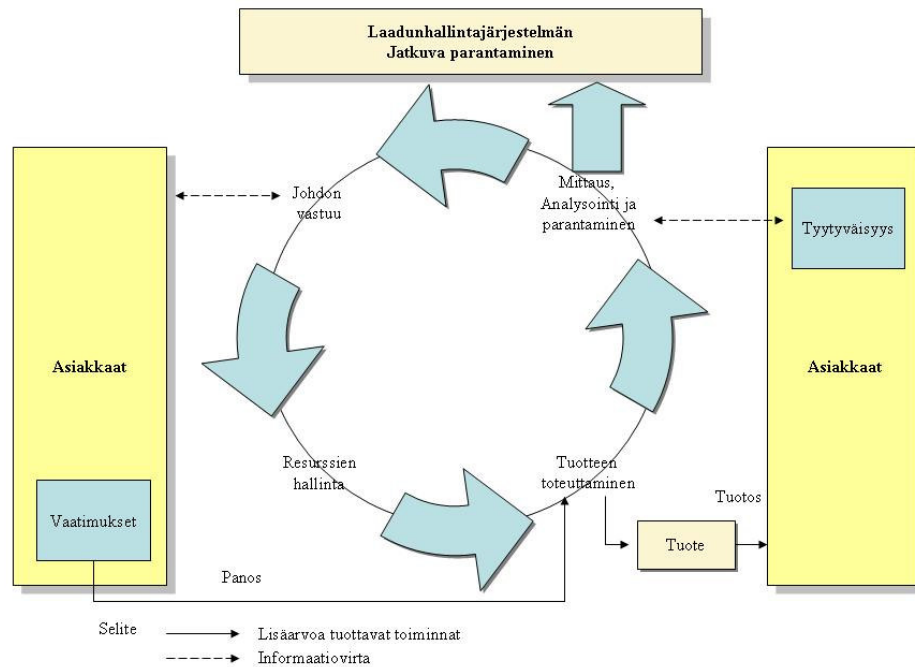 Laadunhallintajärjestelmän
Jatkuva parantaminen
Johdon
vastuu
Mittaus,
Analysointi ja
parantaminen
Tyytyväisyys
Asiakkaat
Asiakkaat
Resurssien
hallinta
Tuotteen
toteuttaminen
Tuotos
Vaatimukset
Tuote
Panos
Selite
Lisäarvoa tuottavat toiminnat
Informaatiovirta